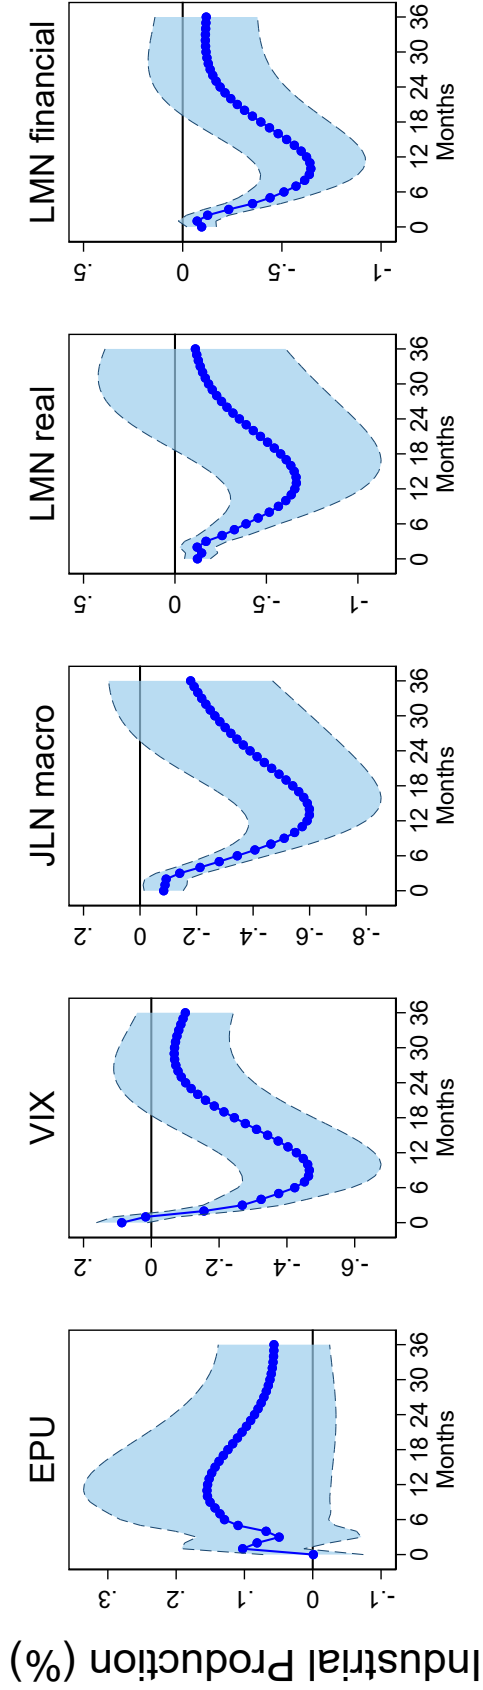 Industrial Production (%)
EPU
.3
.2
.1
0
-.1
0 6 12 18 24 30 36
Months
VIX
.2
0
-.2
-.4
-.6
0 6 12 18 24 30 36
Months
JLN macro
.2
0
-.2
-.4
-.6
-.8
0 6 12 18 24 30 36
Months
LMN real
.5
0
-.5
-1
0 6 12 18 24 30 36
Months
LMN financial
.5
0
-.5
-1
0 6 12 18 24 30 36
Months